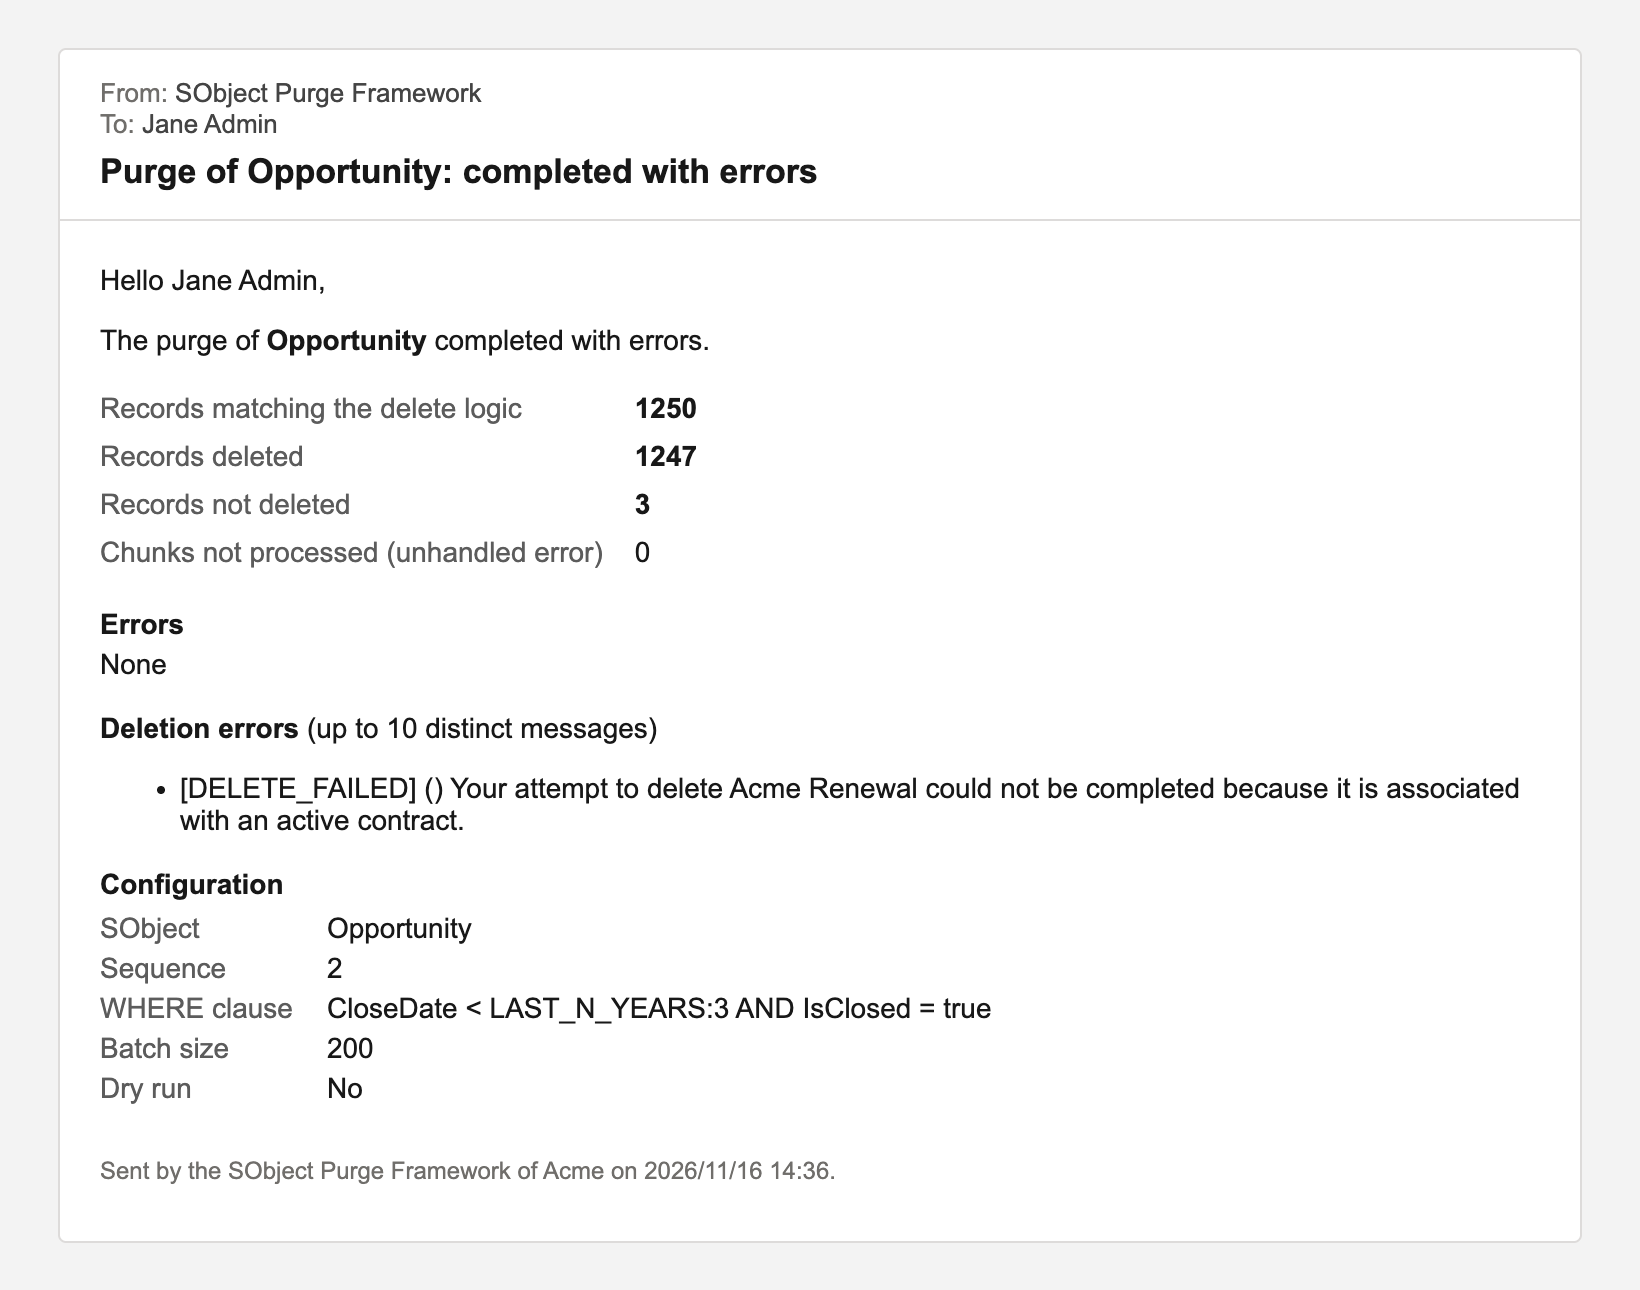 From: SObject Purge Framework
To: Jane Admin
Purge of Opportunity: completed with errors
Hello Jane Admin,
The purge of Opportunity completed with errors.
Records matching the delete logic 1250
Records deleted 1247
Records not deleted 3
Chunks not processed (unhandled error) 0
Errors
None
Deletion errors (up to 10 distinct messages)
• [DELETE_FAILED] () Your attempt to delete Acme Renewal could not be completed because it is associated
with an active contract.
Configuration
SObject Opportunity
Sequence 2
WHERE clause CloseDate < LAST_N_YEARS:3 AND IsClosed = true
Batch size 200
Dry run No
Sent by the SObject Purge Framework of Acme on 2026/11/16 14:36.